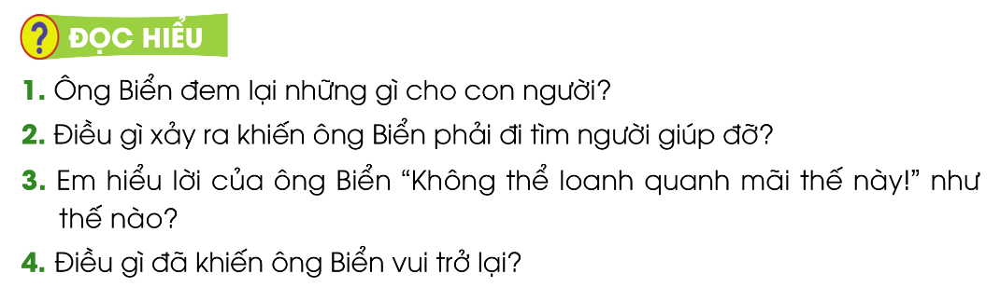 ? ĐỌC HIỂU
1. Ông Biển đem lại những gì cho con người?
2. Điều gì xảy ra khiến ông Biển phải đi tìm người giúp đỡ?
3. Em hiểu lời của ông Biển “Không thể loanh quanh mãi thế này!” như
thế nào?
4. Điều gì đã khiến ông Biển vui trở lại?